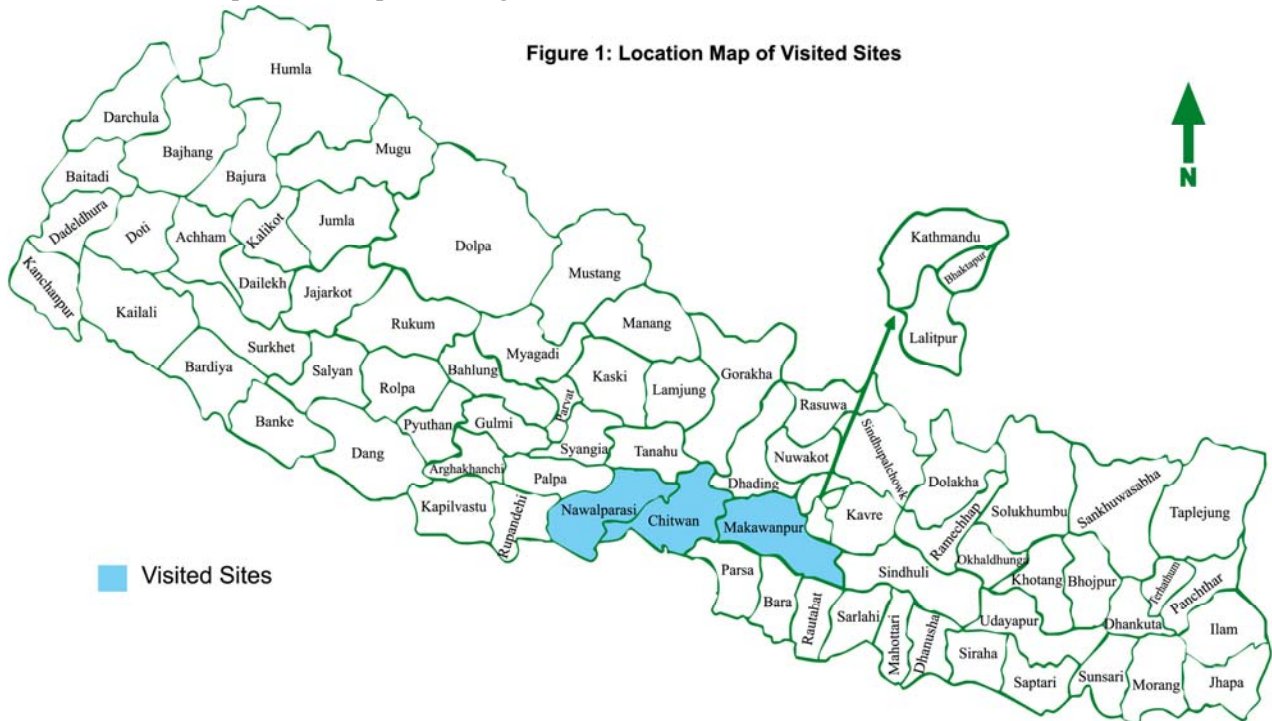 Figure 1: Location Map of Visited Sites
N
Humla
Darchula
Bajhang
Mugu
Baitadi
Bajura
Dadeldhura
Doti
Achham
Kalikot
Jumla
Dolpa
Kathmandu
Bhaktapur
Lalitpur
Kanchanpur
Kailali
Dailekh
Jajarkot
Mustang
Rukum
Manang
Surkhet
Bardiya
Salyan
Rolpa
Bahlung
Myagadi
Kaski
Lamjung
Gorakha
Parvat
Rasuwa
Banke
Dang
Pyuthan
Gulmi
Syangia
Tanahu
Nuwakot
Sindhupalchowk
Arghakhanchi
Palpa
Dhading
Dolakha
Ramechhap
Solukhumbu
Sankhuwasabha
Taplejung
Kapilvastu
Rupandehi
Nawalparasi
Chitwan
Makawanpur
Kavre
Okhaldhunga
Khotang
Bhojpur
Terhathum
Panchthar
Visited Sites
Parsa
Bara
Rautahat
Sarlahi
Sindhuli
Mahottari
Dhanusha
Udayapur
Dhankuta
Ilam
Siraha
Saptari
Sunsari
Morang
Jhapa